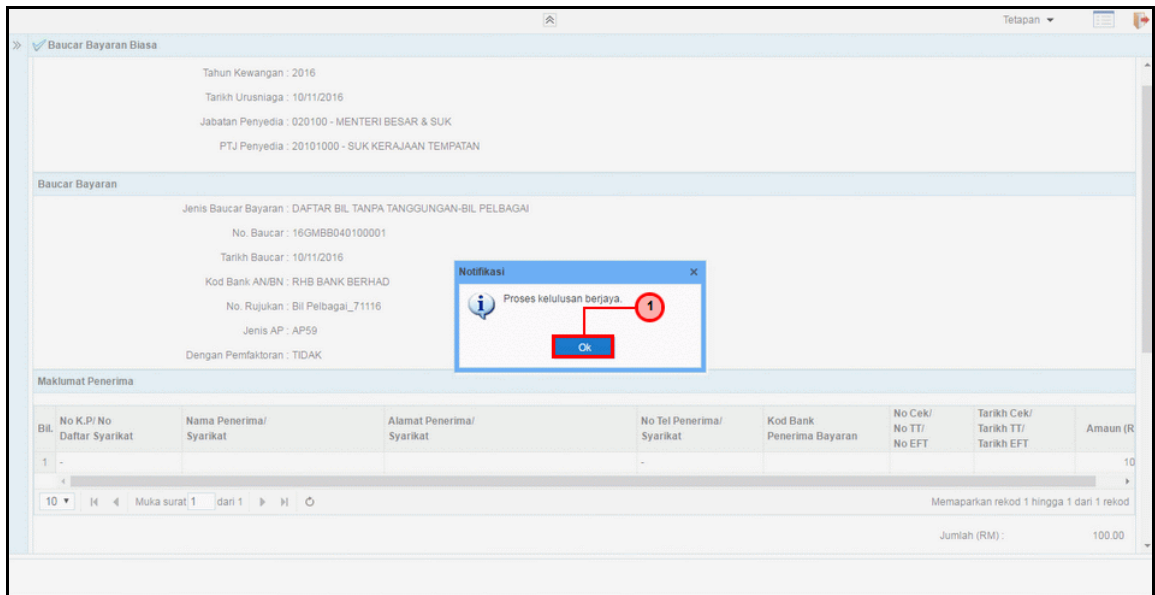 Tetapan
Baucar Bayaran Biasa
Tahun Kewangan : 2016
Tarikh Urusniaga : 10/11/2016
Jabatan Penyedia : 020100 - MENTERI BESAR & SUK
PTJ Penyedia : 20101000 - SUK KERAJAAN TEMPATAN
Baucar Bayaran
Jenis Baucar Bayaran : DAFTAR BIL TANPA TANGGUNGAN-BIL PELBAGAI
No. Baucar : 16GMBB040100001
Tarikh Baucar : 10/11/2016
Kod Bank AN/BN : RHB BANK BERHAD
No. Rujukan : Bil Pelbagai_71116
Jenis AP : AP59
Dengan Pemfaktoran : TIDAK
Notifikasi x
Proses kelulusan berjaya.
1
Ok
Maklumat Penerima
Bil. No K.P/ No Daftar Syarikat Nama Penerima/ Syarikat Alamat Penerima/ Syarikat No Tel Penerima/ Syarikat Kod Bank Penerima Bayaran No Cek/ No TT/ No EFT Tarikh Cek/ Tarikh TT/ Tarikh EFT Amaun (R
1 - - 10
10 Muka surat 1 dari 1 Memaparkan rekod 1 hingga 1 dari 1 rekod
Jumlah (RM) : 100.00